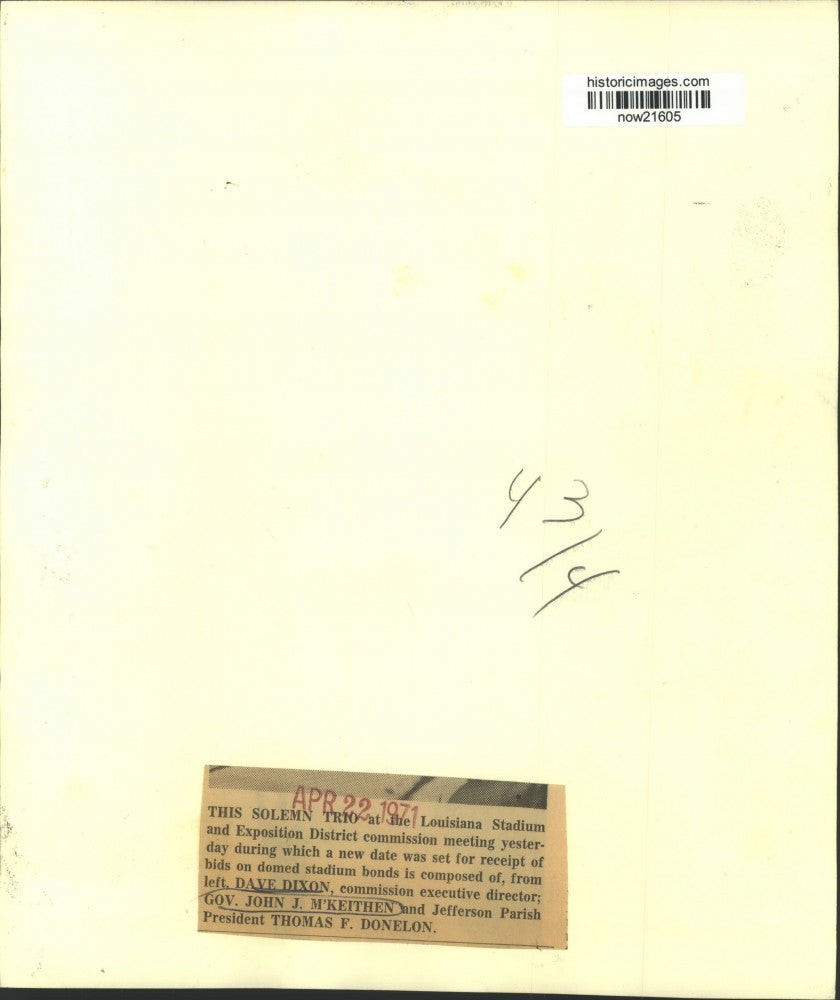 historicimages.com
now21605
43
/4
APR 22 1971
THIS SOLEMN TRIO at the Louisiana Stadium
and Exposition District commission meeting yester-
day during which a new date was set for receipt of
bids on domed stadium bonds is composed of, from
left, DAVE DIXON, commission executive director;
GOV. JOHN J. M'KEITHEN and Jefferson Parish
President THOMAS F. DONELON.